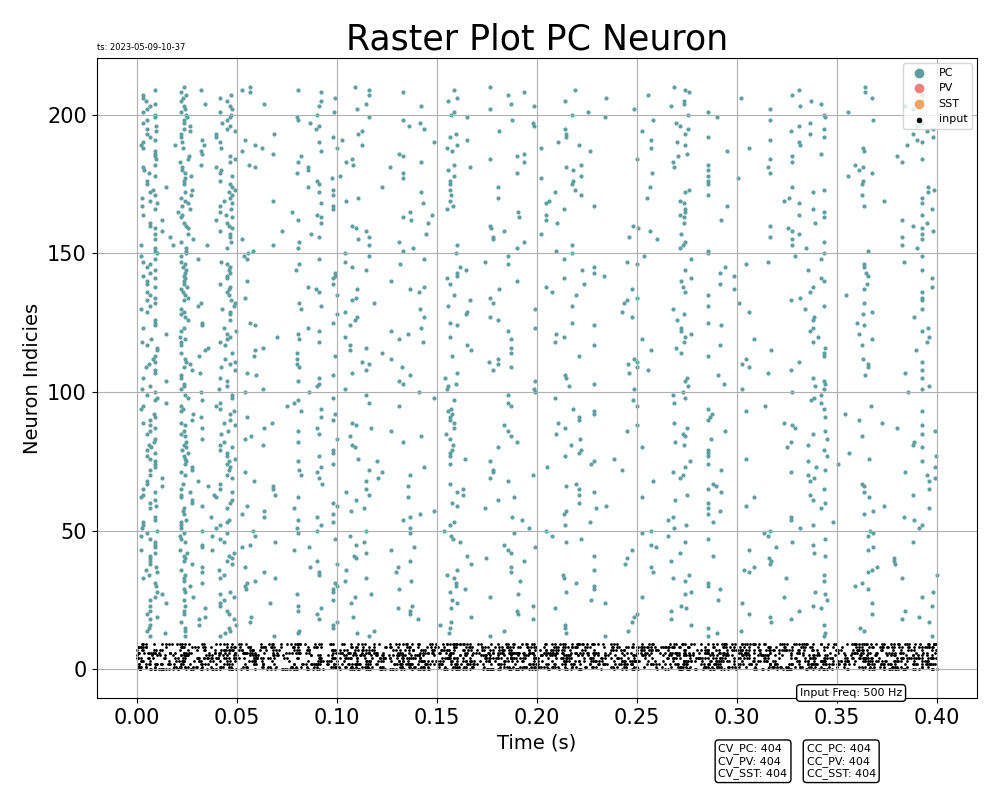 Raster Plot PC Neuron
ts: 2023-05-09-10-37
PC
PV
SST
input
Neuron Indicies
200
150
100
50
0
Input Freq: 500 Hz
0.00 0.05 0.10 0.15 0.20 0.25 0.30 0.35 0.40
Time (s)
CV_PC: 404
CV_PV: 404
CV_SST: 404
CC_PC: 404
CC_PV: 404
CC_SST: 404